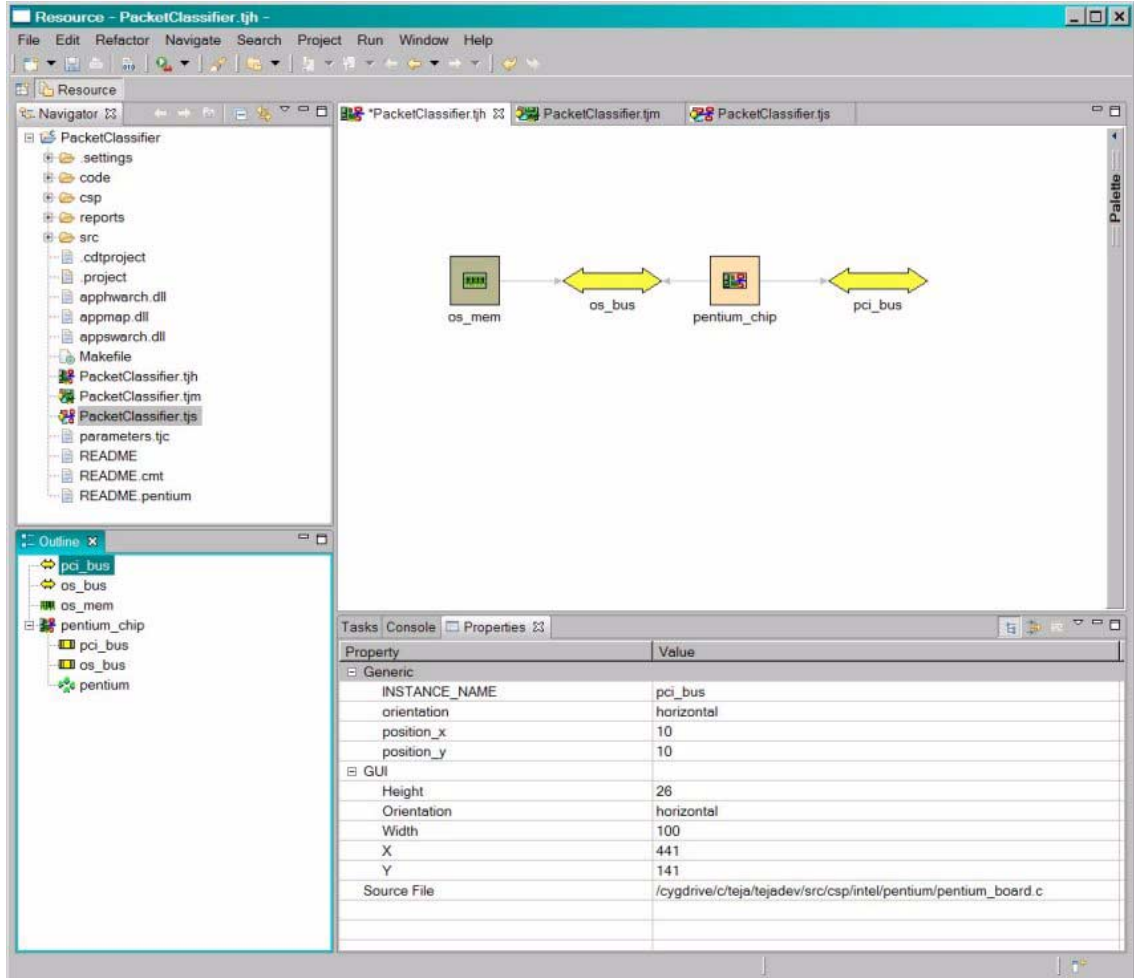 Resource - PacketClassifier.tjh -
File Edit Refactor Navigate Search Project Run Window Help
Resource
Navigator
*PacketClassifier.tjh PacketClassifier.tjm PacketClassifier.tjs
PacketClassifier
.settings
code
csp
reports
src
.cdtproject
.project
apphwarch.dll
appmap.dll
appswarch.dll
Makefile
PacketClassifier.tjh
PacketClassifier.tjm
PacketClassifier.tjs
parameters.tjc
README
README.cmt
README.pentium
Palette
os_mem
os_bus
pentium_chip
pci_bus
Outline
pci_bus
os_bus
os_mem
pentium_chip
pci_bus
os_bus
pentium
Tasks Console Properties
Property Value
Generic
INSTANCE_NAME pci_bus
orientation horizontal
position_x 10
position_y 10
GUI
Height 26
Orientation horizontal
Width 100
X 441
Y 141
Source File /cygdrive/c/teja/tejadev/src/csp/intel/pentium/pentium_board.c